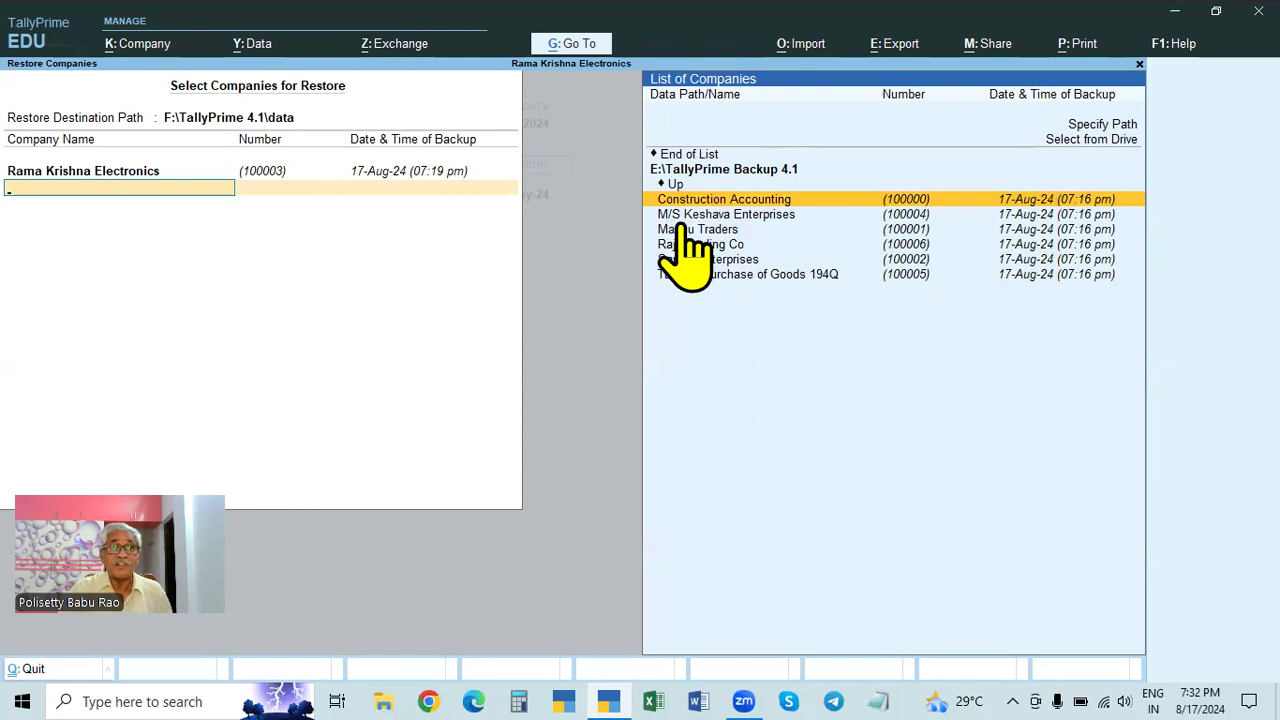 TallyPrime
EDU
MANAGE
K:Company
Y:Data
Z:Exchange
G:Go To
O:Import
E:Export
M:Share
P:Print
F1:Help
Restore Companies
Rama Krishna Electronics
Select Companies for Restore
Restore Destination Path : F:\TallyPrime 4.1\data
Company Name Number Date & Time of Backup
Rama Krishna Electronics (100003) 17-Aug-24 (07:19 pm)
List of Companies
Data Path/Name Number Date & Time of Backup
Specify Path
Select from Drive
♦ End of List
E:\TallyPrime Backup 4.1
♦ Up
Construction Accounting (100000) 17-Aug-24 (07:16 pm)
M/S Keshava Enterprises (100004) 17-Aug-24 (07:16 pm)
Traders (100001) 17-Aug-24 (07:16 pm)
Co (100006) 17-Aug-24 (07:16 pm)
(100002) 17-Aug-24 (07:16 pm)
of Goods 194Q (100005) 17-Aug-24 (07:16 pm)
2024
Polisetty Babu Rao
Q:Quit
Type here to search
29°C
ENG
IN
7:32 PM
8/17/2024